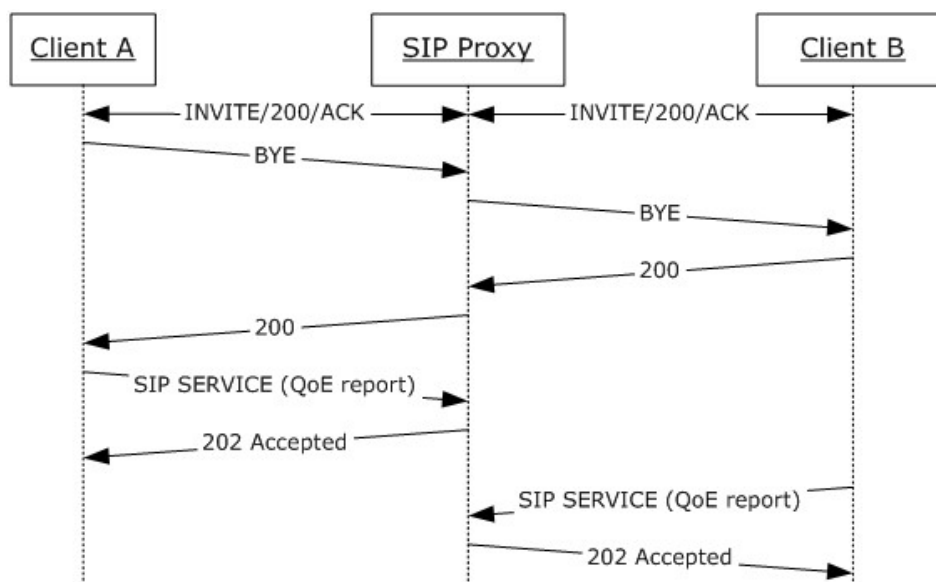 Client A
SIP Proxy
Client B
INVITE/200/ACK
INVITE/200/ACK
BYE
BYE
200
200
SIP SERVICE (QoE report)
202 Accepted
SIP SERVICE (QoE report)
202 Accepted